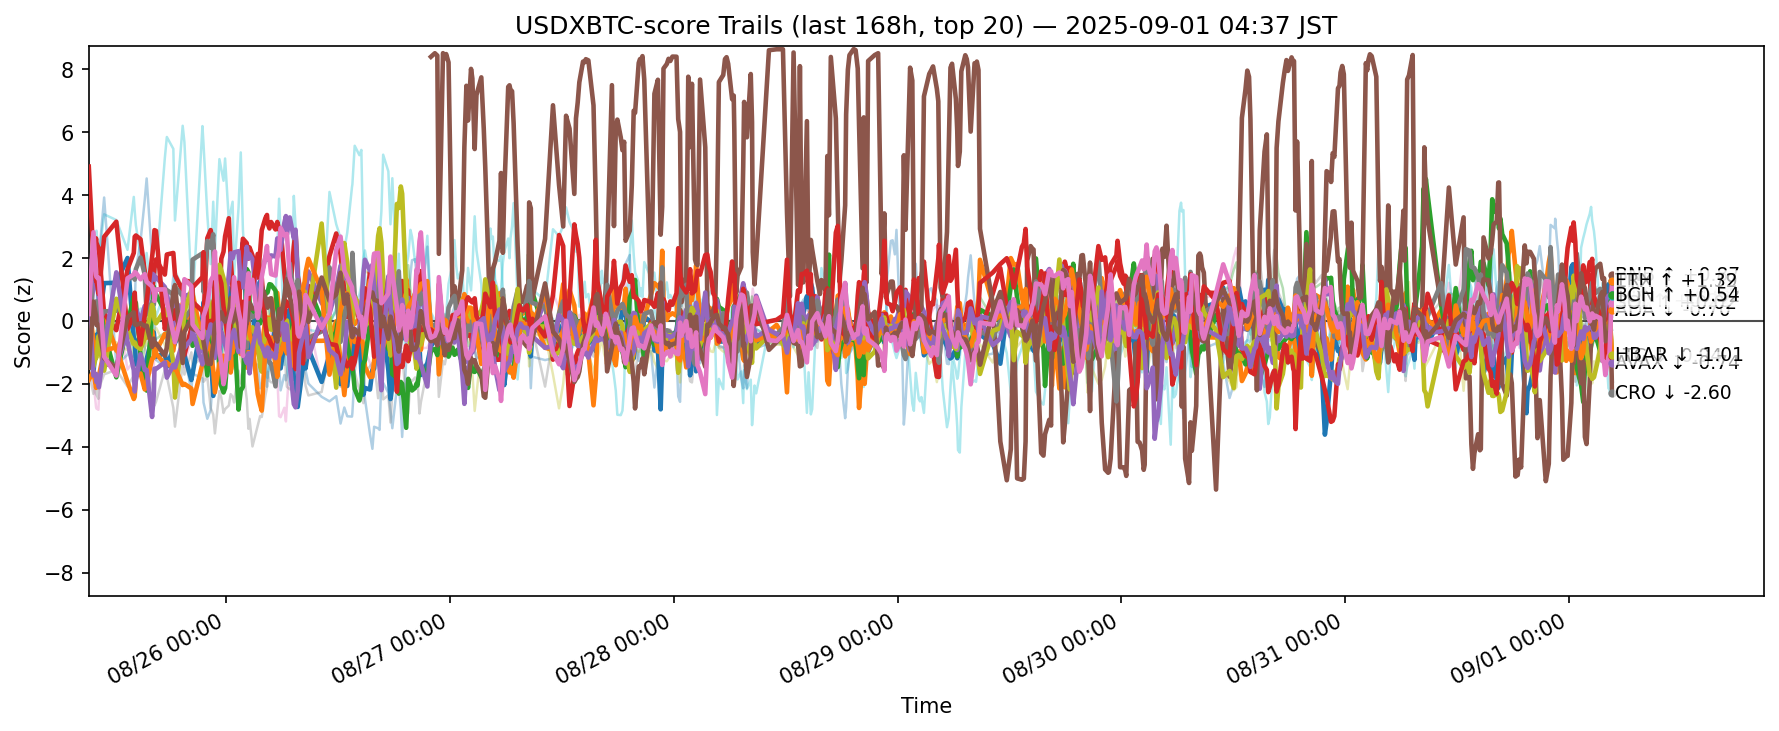 USDXBTC-score Trails (last 168h, top 20) — 2025-09-01 04:37 JST
Score (z)
8
6
4
2
0
−2
−4
−6
−8
ETH ↑ +1.32
BCH ↑ +0.54
HBAR ↓ -1.01
AVAX ↓ -0.74
CRO ↓ -2.60
08/26 00:00
08/27 00:00
08/28 00:00
08/29 00:00
08/30 00:00
08/31 00:00
09/01 00:00
Time